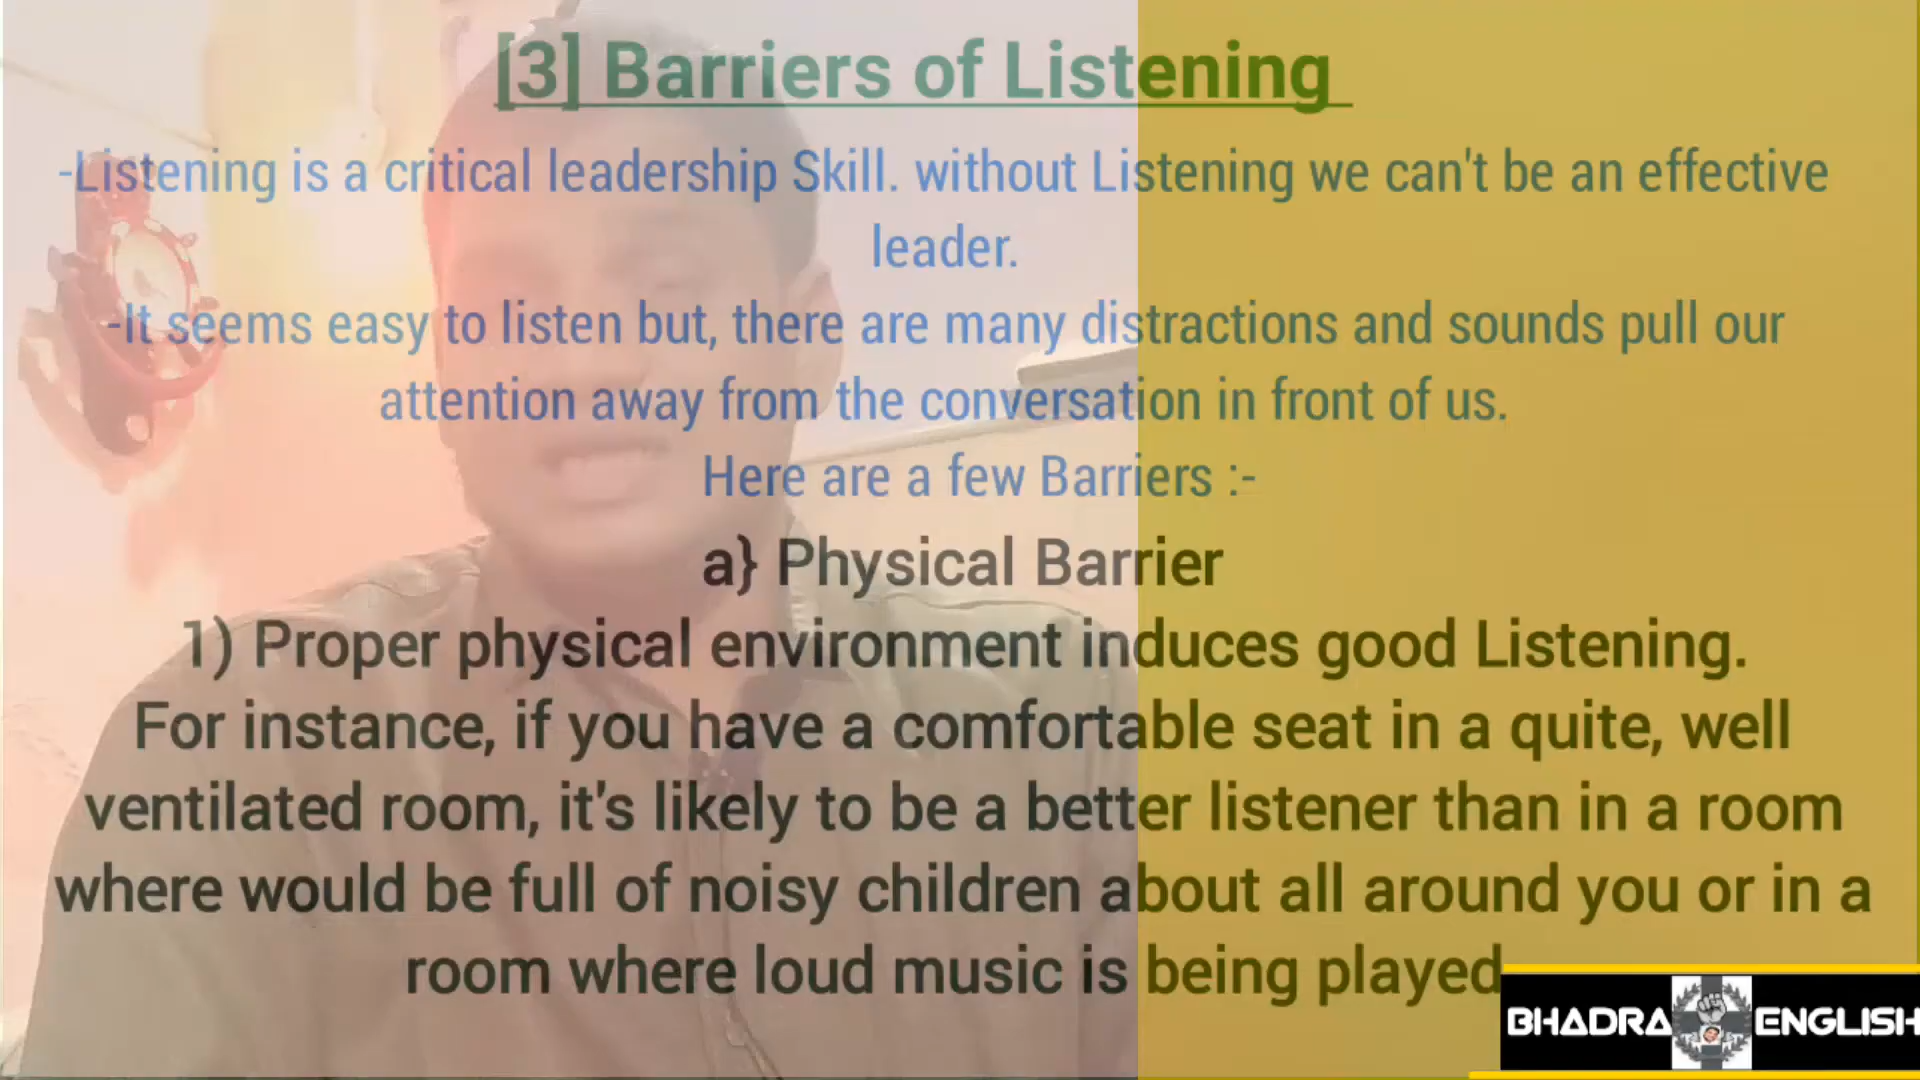 [3] Barriers of Listening
-Listening is a critical leadership Skill. without Listening we can't be an effective
leader.
-It seems easy to listen but, there are many distractions and sounds pull our
attention away from the conversation in front of us.
Here are a few Barriers :-
a} Physical Barrier
1) Proper physical environment induces good Listening.
For instance, if you have a comfortable seat in a quite, well
ventilated room, it's likely to be a better listener than in a room
where would be full of noisy children about all around you or in a
room where loud music is being played
BHADRA ENGLISH